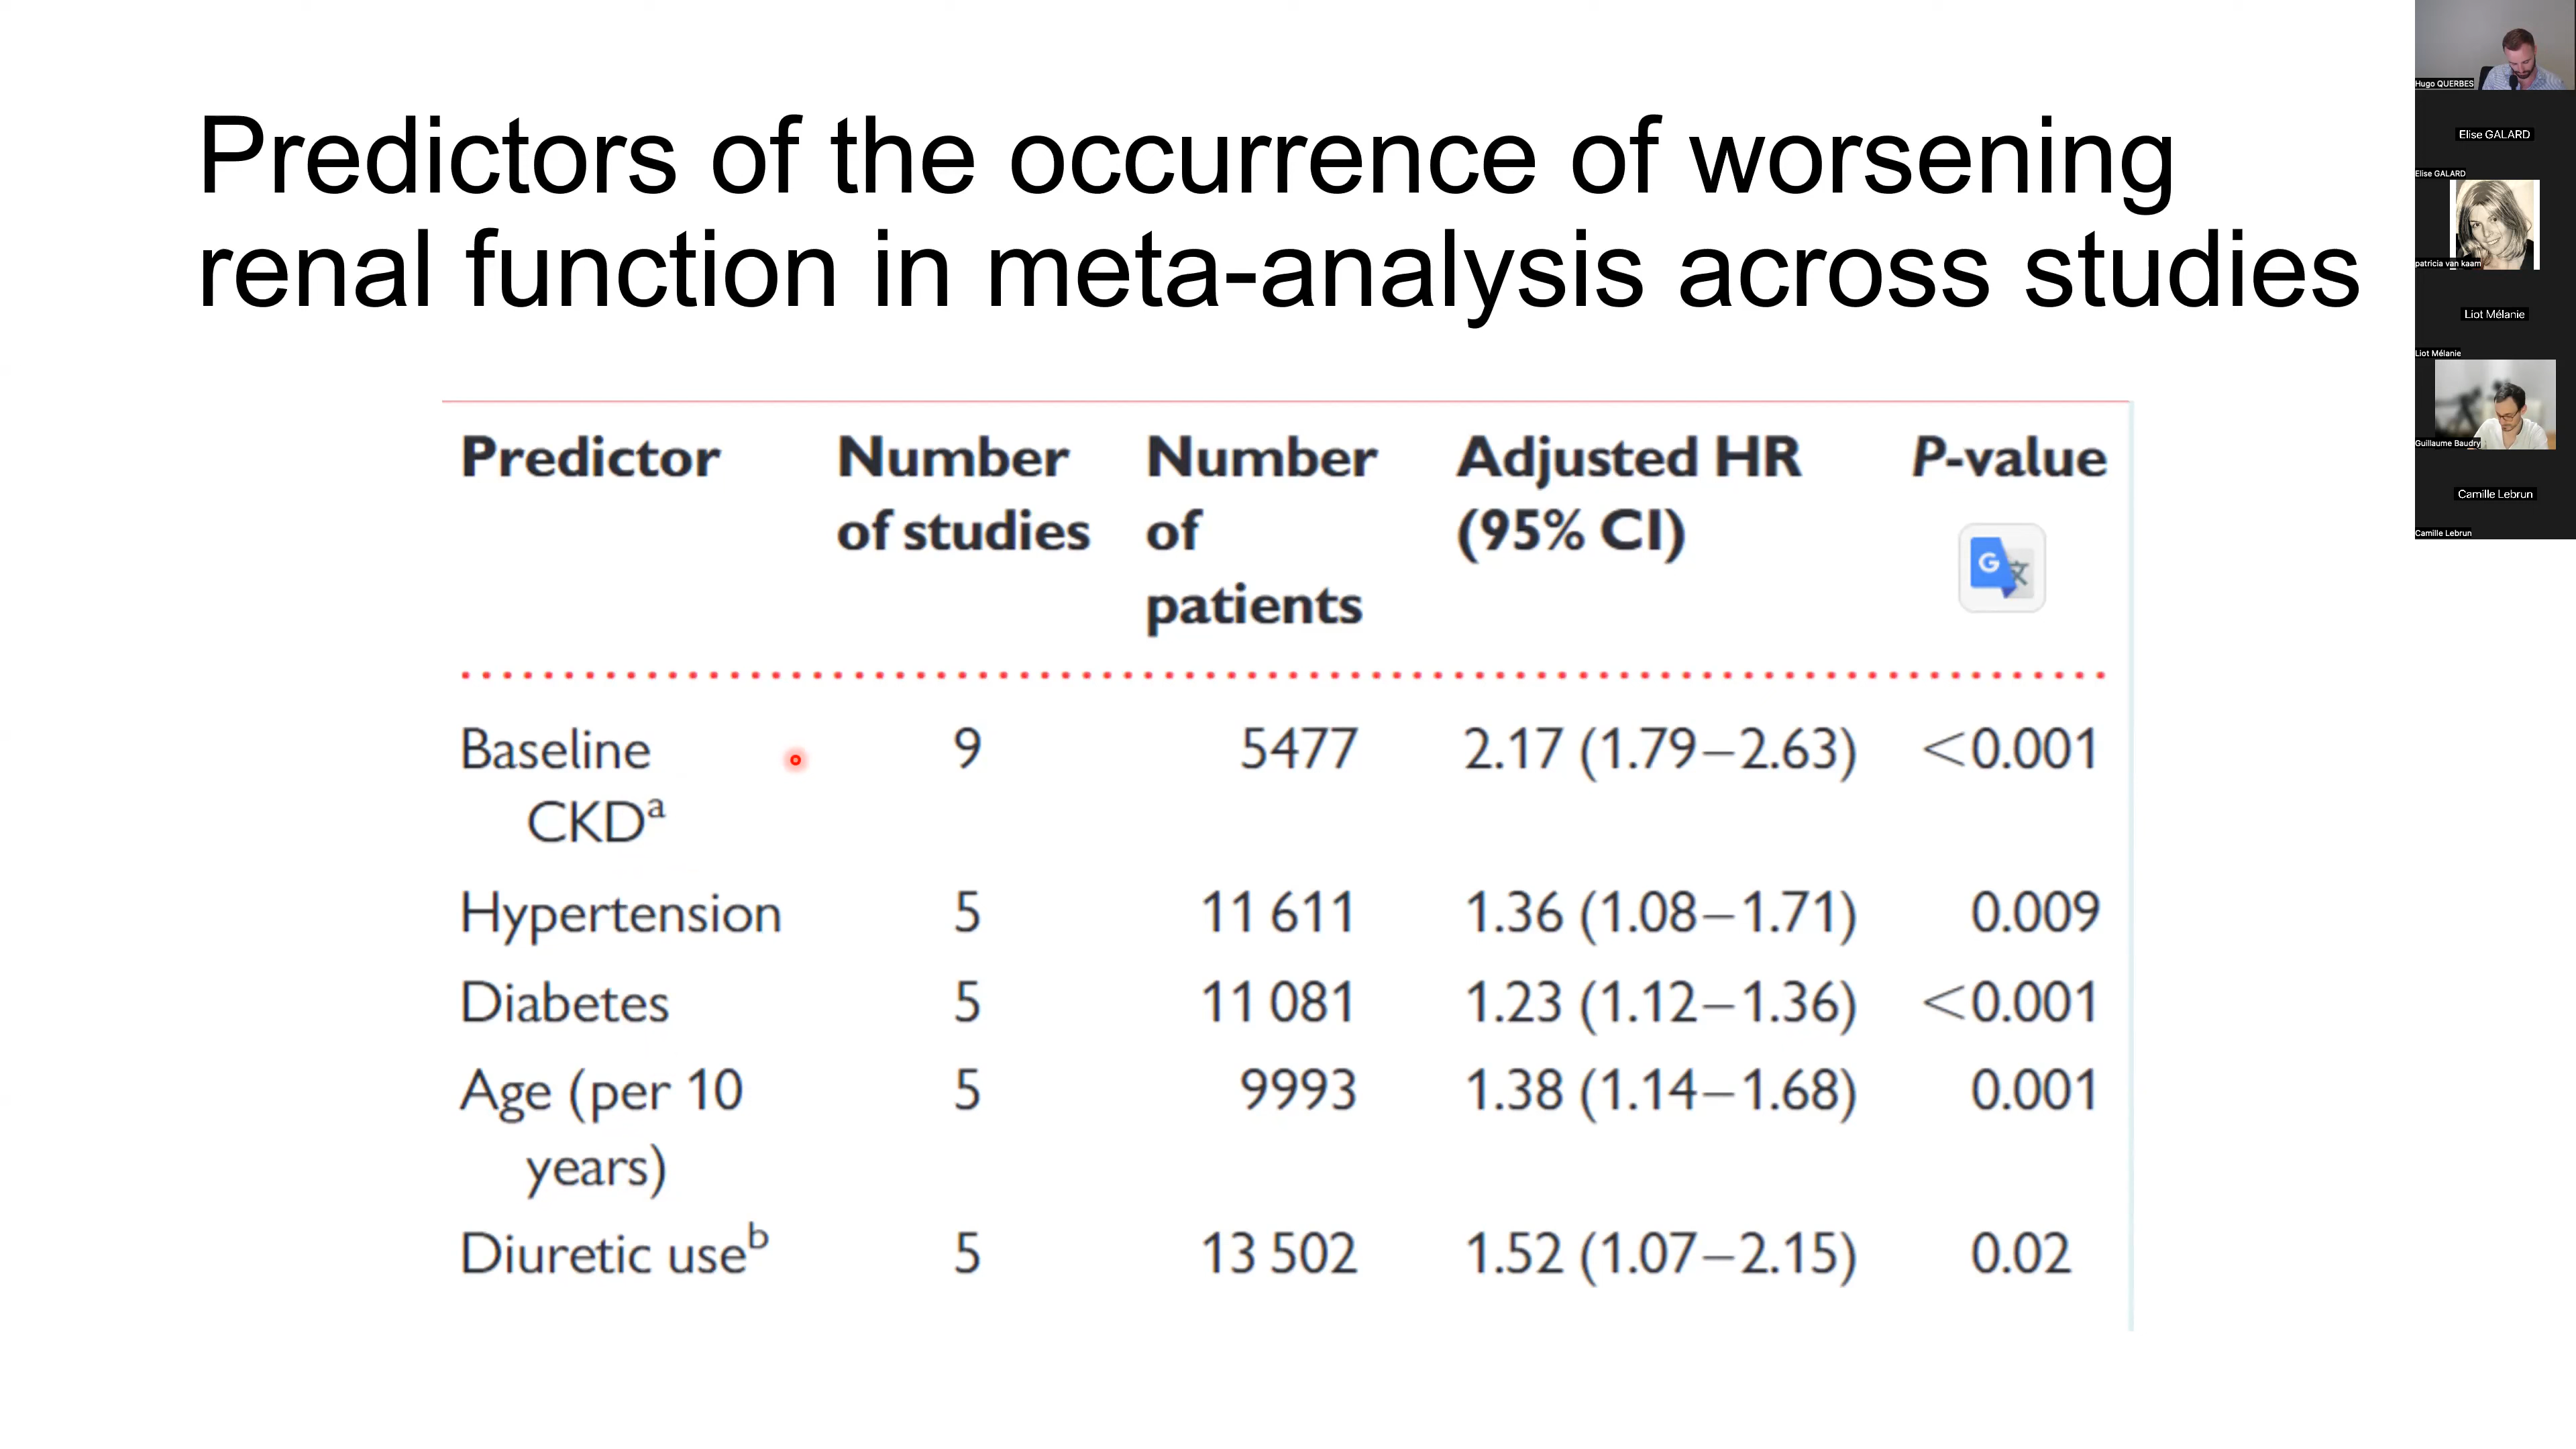 Predictors of the occurrence of worsening
renal function in meta-analysis across studies
Predictor Number of studies Number of patients Adjusted HR (95% CI) P-value
G 文
Baseline CKDᵃ 9 5477 2.17 (1.79–2.63) <0.001
Hypertension 5 11 611 1.36 (1.08–1.71) 0.009
Diabetes 5 11 081 1.23 (1.12–1.36) <0.001
Age (per 10 years) 5 9993 1.38 (1.14–1.68) 0.001
Diuretic useᵇ 5 13 502 1.52 (1.07–2.15) 0.02
Hugo QUERBES
Elise GALARD
Elise GALARD
patricia van kaam
Liot Mélanie
Liot Mélanie
Guillaume Baudry
Camille Lebrun
Camille Lebrun